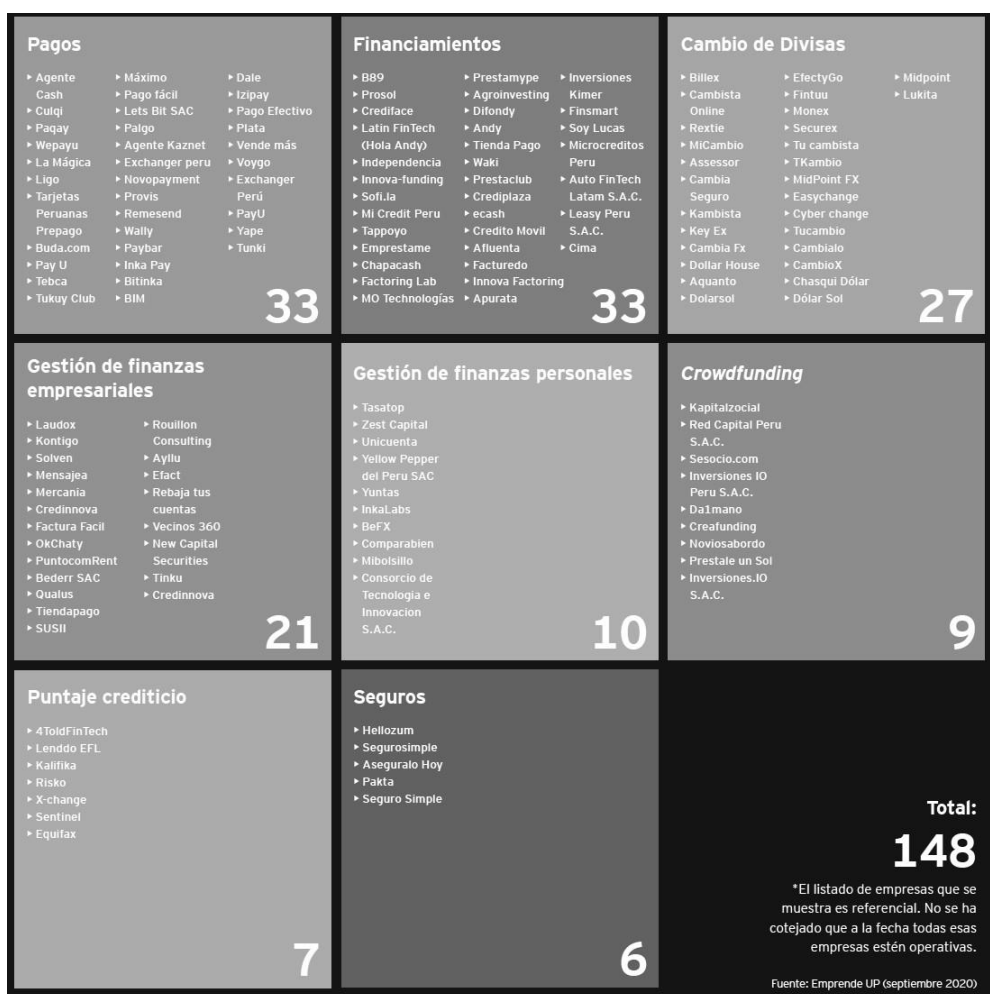 Pagos
▸ Agente
Cash
▸ Culqi
▸ Paqay
▸ Wepayu
▸ La Mágica
▸ Ligo
▸ Tarjetas
Peruanas
Prepago
▸ Buda.com
▸ Pay U
▸ Tebca
▸ Tukuy Club
▸ Máximo
▸ Pago fácil
▸ Lets Bit SAC
▸ Palgo
▸ Agente Kaznet
▸ Exchanger peru
▸ Novopayment
▸ Provis
▸ Remesend
▸ Wally
▸ Paybar
▸ Inka Pay
▸ Bitinka
▸ BIM
▸ Dale
▸ Izipay
▸ Pago Efectivo
▸ Plata
▸ Vende más
▸ Voygo
▸ Exchanger
Perú
▸ PayU
▸ Yape
▸ Tunki
33
Financiamientos
▸ B89
▸ Prosol
▸ Crediface
▸ Latin FinTech
(Hola Andy)
▸ Independencia
▸ Innova-funding
▸ Sofi.la
▸ Mi Credit Peru
▸ Tappoyo
▸ Emprestame
▸ Chapacash
▸ Factoring Lab
▸ MO Technologías
▸ Prestamype
▸ Agroinvesting
▸ Difondy
▸ Andy
▸ Tienda Pago
▸ Waki
▸ Prestaclub
▸ Crediplaza
▸ ecash
▸ Credito Movil
▸ Afluenta
▸ Facturedo
▸ Innova Factoring
▸ Apurata
▸ Inversiones
Kimer
▸ Finsmart
▸ Soy Lucas
▸ Microcreditos
Peru
▸ Auto FinTech
Latam S.A.C.
▸ Leasy Peru
S.A.C.
▸ Cima
33
Cambio de Divisas
▸ Billex
▸ Cambista
Online
▸ Rextie
▸ MiCambio
▸ Assessor
▸ Cambia
Seguro
▸ Kambista
▸ Key Ex
▸ Cambia Fx
▸ Dollar House
▸ Aquanto
▸ Dolarsol
▸ EfectyGo
▸ Fintuu
▸ Monex
▸ Securex
▸ Tu cambista
▸ TKambio
▸ MidPoint FX
▸ Easychange
▸ Cyber change
▸ Tucambio
▸ Cambialo
▸ CambioX
▸ Chasqui Dólar
▸ Dólar Sol
▸ Midpoint
▸ Lukita
27
Gestión de finanzas
empresariales
▸ Laudox
▸ Kontigo
▸ Solven
▸ Mensajea
▸ Mercania
▸ Credinnova
▸ Factura Facil
▸ OkChaty
▸ PuntocomRent
▸ Bederr SAC
▸ Qualus
▸ Tiendapago
▸ SUSII
▸ Rouillon
Consulting
▸ Ayllu
▸ Efact
▸ Rebaja tus
cuentas
▸ Vecinos 360
▸ New Capital
Securities
▸ Tinku
▸ Credinnova
21
Gestión de finanzas personales
▸ Tasatop
▸ Zest Capital
▸ Unicuenta
▸ Yellow Pepper
del Peru SAC
▸ Yuntas
▸ InkaLabs
▸ BeFX
▸ Comparabien
▸ Mibolsillo
▸ Consorcio de
Tecnologia e
Innovacion
S.A.C.
10
Crowdfunding
▸ Kapitalzocial
▸ Red Capital Peru
S.A.C.
▸ Sesocio.com
▸ Inversiones IO
Peru S.A.C.
▸ Da1mano
▸ Creafunding
▸ Noviosabordo
▸ Prestale un Sol
▸ Inversiones.IO
S.A.C.
9
Puntaje crediticio
▸ 4ToldFinTech
▸ Lenddo EFL
▸ Kalifika
▸ Risko
▸ X-change
▸ Sentinel
▸ Equifax
7
Seguros
▸ Hellozum
▸ Segurosimple
▸ Aseguralo Hoy
▸ Pakta
▸ Seguro Simple
6
Total:
148
*El listado de empresas que se
muestra es referencial. No se ha
cotejado que a la fecha todas esas
empresas estén operativas.
Fuente: Emprende UP (septiembre 2020)